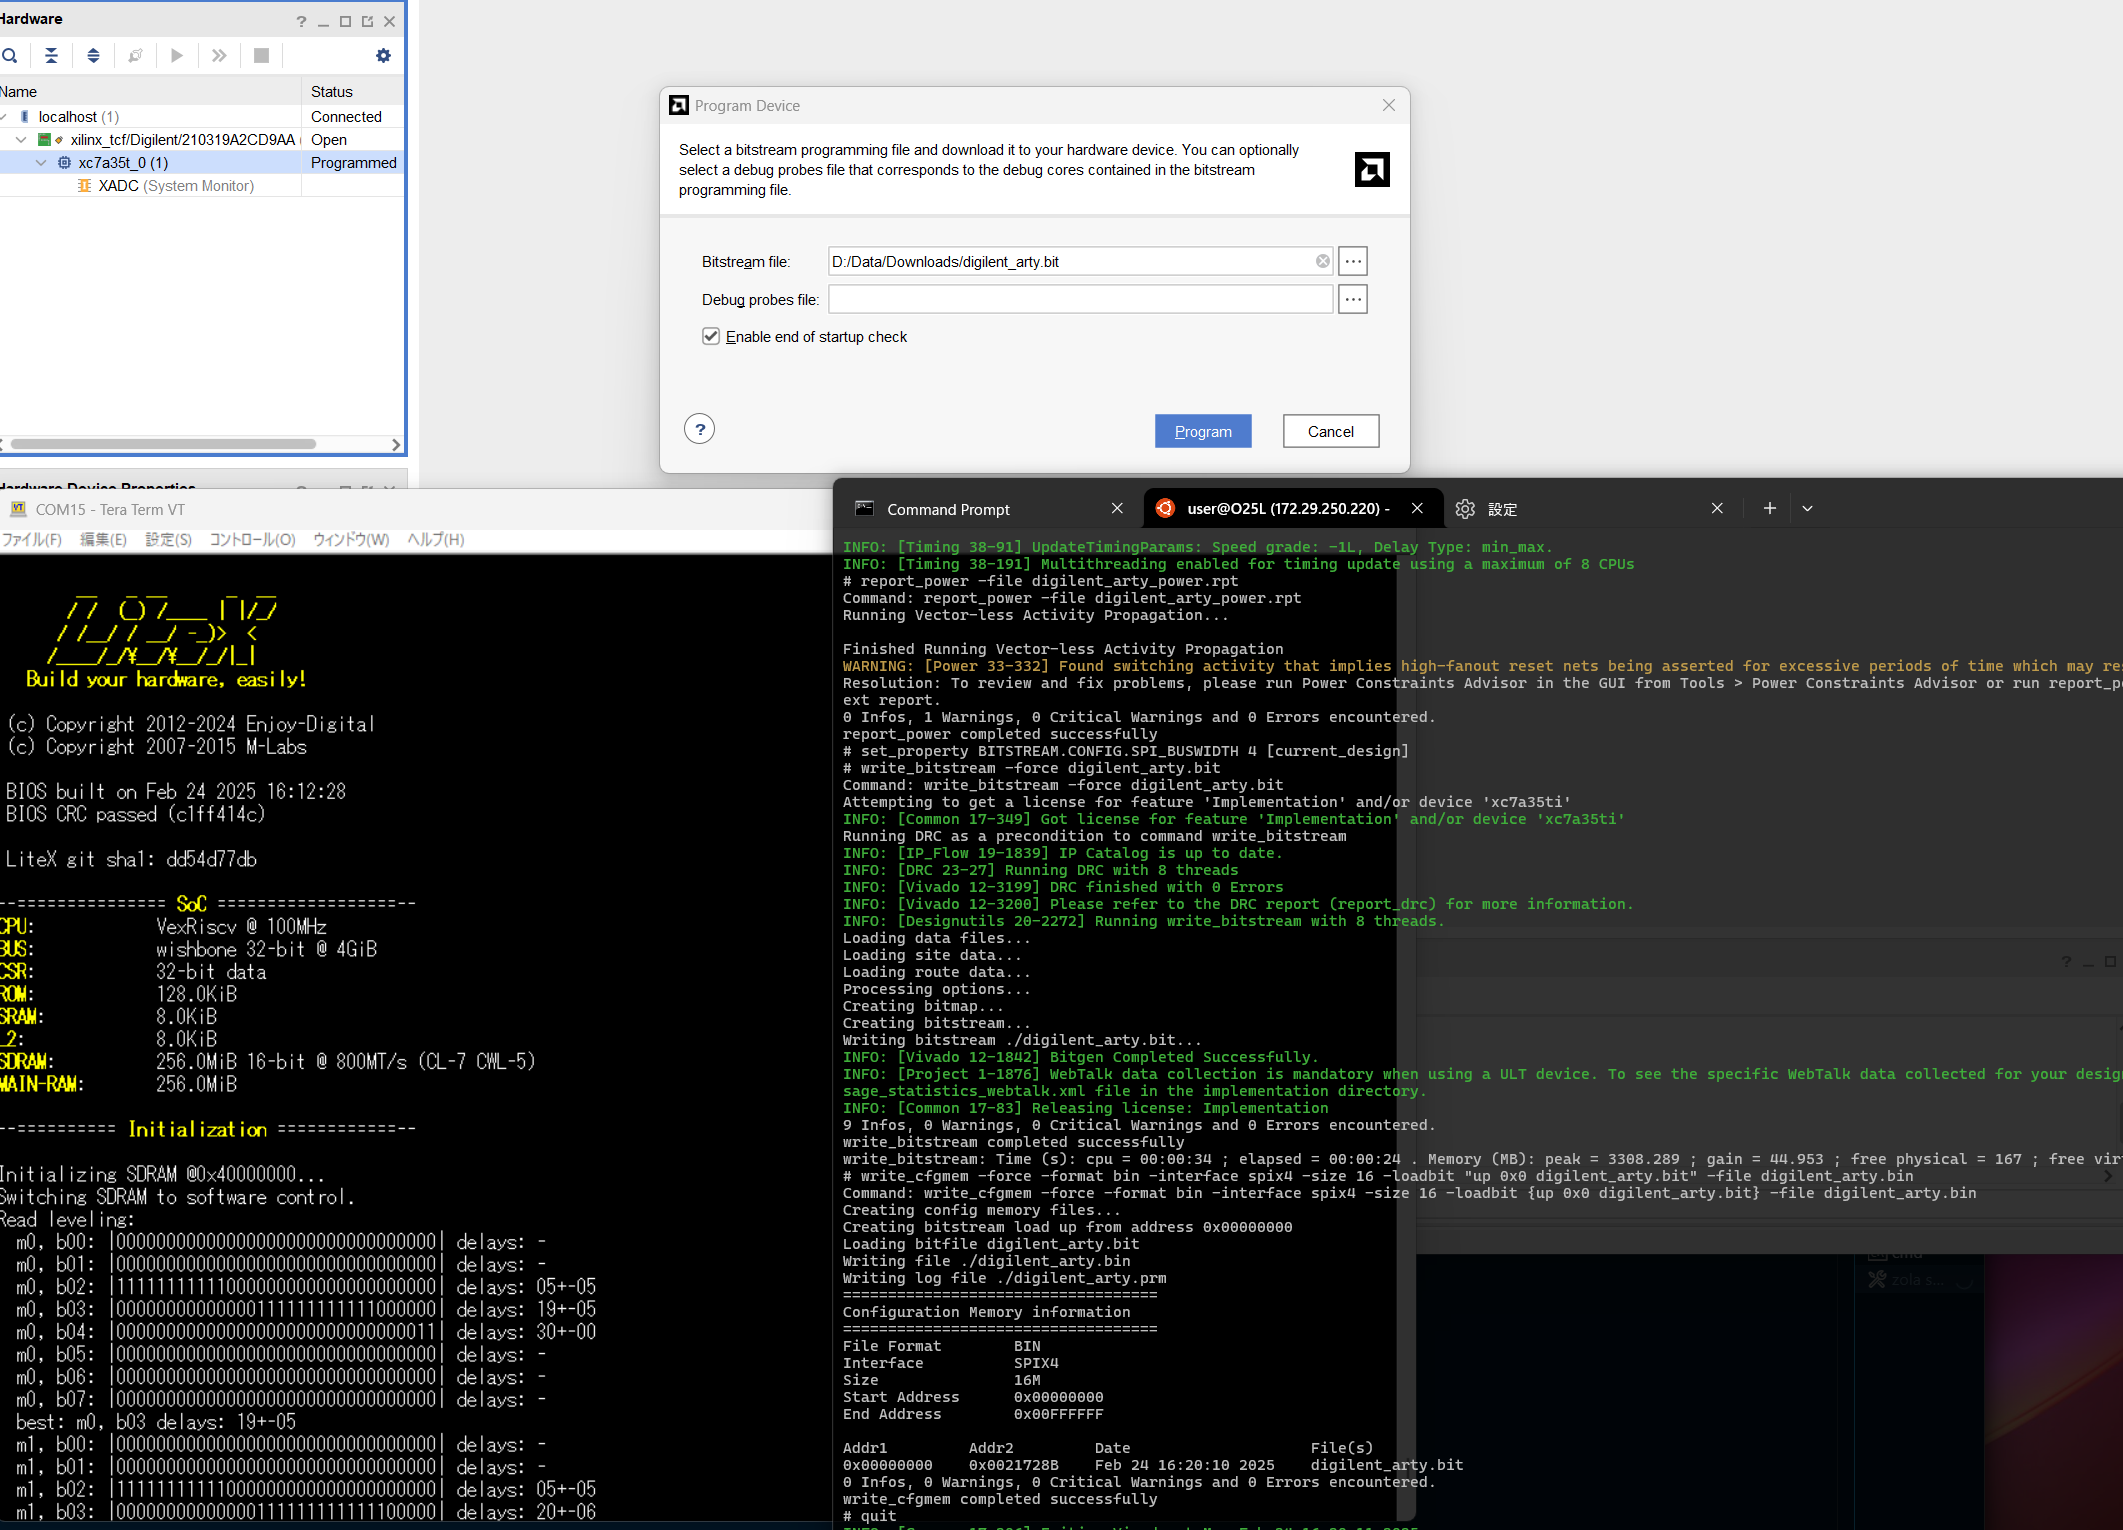 Hardware
Name Status
localhost (1) Connected
xilinx_tcf/Digilent/210319A2CD9AA Open
xc7a35t_0 (1) Programmed
XADC (System Monitor)
Hardware Device Properties
Program Device
Select a bitstream programming file and download it to your hardware device. You can optionally
select a debug probes file that corresponds to the debug cores contained in the bitstream
programming file.
Bitstream file: D:/Data/Downloads/digilent_arty.bit
Debug probes file:
Enable end of startup check
Program Cancel
COM15 - Tera Term VT
ファイル(F) 編集(E) 設定(S) コントロール(O) ウィンドウ(W) ヘルプ(H)
Build your hardware, easily!
(c) Copyright 2012-2024 Enjoy-Digital
(c) Copyright 2007-2015 M-Labs
BIOS built on Feb 24 2025 16:12:28
BIOS CRC passed (c1ff414c)
LiteX git sha1: dd54d77db
--=============== SoC ==================--
CPU: VexRiscv @ 100MHz
BUS: wishbone 32-bit @ 4GiB
CSR: 32-bit data
ROM: 128.0KiB
SRAM: 8.0KiB
L2: 8.0KiB
SDRAM: 256.0MiB 16-bit @ 800MT/s (CL-7 CWL-5)
MAIN-RAM: 256.0MiB
--========== Initialization ============--
Initializing SDRAM @0x40000000...
Switching SDRAM to software control.
Read leveling:
m0, b00: |00000000000000000000000000000000| delays: -
m0, b01: |00000000000000000000000000000000| delays: -
m0, b02: |11111111111000000000000000000000| delays: 05+-05
m0, b03: |00000000000000111111111111000000| delays: 19+-05
m0, b04: |00000000000000000000000000000011| delays: 30+-00
m0, b05: |00000000000000000000000000000000| delays: -
m0, b06: |00000000000000000000000000000000| delays: -
m0, b07: |00000000000000000000000000000000| delays: -
best: m0, b03 delays: 19+-05
m1, b00: |00000000000000000000000000000000| delays: -
m1, b01: |00000000000000000000000000000000| delays: -
m1, b02: |11111111111000000000000000000000| delays: 05+-05
m1, b03: |00000000000000111111111111100000| delays: 20+-06
Command Prompt user@O25L (172.29.250.220) - 設定
INFO: [Timing 38-91] UpdateTimingParams: Speed grade: -1L, Delay Type: min_max.
INFO: [Timing 38-191] Multithreading enabled for timing update using a maximum of 8 CPUs
# report_power -file digilent_arty_power.rpt
Command: report_power -file digilent_arty_power.rpt
Running Vector-less Activity Propagation...
Finished Running Vector-less Activity Propagation
WARNING: [Power 33-332] Found switching activity that implies high-fanout reset nets being asserted for excessive periods of time which may res
Resolution: To review and fix problems, please run Power Constraints Advisor in the GUI from Tools > Power Constraints Advisor or run report_po
ext report.
0 Infos, 1 Warnings, 0 Critical Warnings and 0 Errors encountered.
report_power completed successfully
# set_property BITSTREAM.CONFIG.SPI_BUSWIDTH 4 [current_design]
# write_bitstream -force digilent_arty.bit
Command: write_bitstream -force digilent_arty.bit
Attempting to get a license for feature 'Implementation' and/or device 'xc7a35ti'
INFO: [Common 17-349] Got license for feature 'Implementation' and/or device 'xc7a35ti'
Running DRC as a precondition to command write_bitstream
INFO: [IP_Flow 19-1839] IP Catalog is up to date.
INFO: [DRC 23-27] Running DRC with 8 threads
INFO: [Vivado 12-3199] DRC finished with 0 Errors
INFO: [Vivado 12-3200] Please refer to the DRC report (report_drc) for more information.
INFO: [Designutils 20-2272] Running write_bitstream with 8 threads.
Loading data files...
Loading site data...
Loading route data...
Processing options...
Creating bitmap...
Creating bitstream...
Writing bitstream ./digilent_arty.bit...
INFO: [Vivado 12-1842] Bitgen Completed Successfully.
INFO: [Project 1-1876] WebTalk data collection is mandatory when using a ULT device. To see the specific WebTalk data collected for your desig
sage_statistics_webtalk.xml file in the implementation directory.
INFO: [Common 17-83] Releasing license: Implementation
9 Infos, 0 Warnings, 0 Critical Warnings and 0 Errors encountered.
write_bitstream completed successfully
write_bitstream: Time (s): cpu = 00:00:34 ; elapsed = 00:00:24 . Memory (MB): peak = 3308.289 ; gain = 44.953 ; free physical = 167 ; free vir
# write_cfgmem -force -format bin -interface spix4 -size 16 -loadbit "up 0x0 digilent_arty.bit" -file digilent_arty.bin
Command: write_cfgmem -force -format bin -interface spix4 -size 16 -loadbit {up 0x0 digilent_arty.bit} -file digilent_arty.bin
Creating config memory files...
Creating bitstream load up from address 0x00000000
Loading bitfile digilent_arty.bit
Writing file ./digilent_arty.bin
Writing log file ./digilent_arty.prm
===================================
Configuration Memory information
===================================
File Format BIN
Interface SPIX4
Size 16M
Start Address 0x00000000
End Address 0x00FFFFFF
Addr1 Addr2 Date File(s)
0x00000000 0x0021728B Feb 24 16:20:10 2025 digilent_arty.bit
0 Infos, 0 Warnings, 0 Critical Warnings and 0 Errors encountered.
write_cfgmem completed successfully
# quit
cmd
zola s...